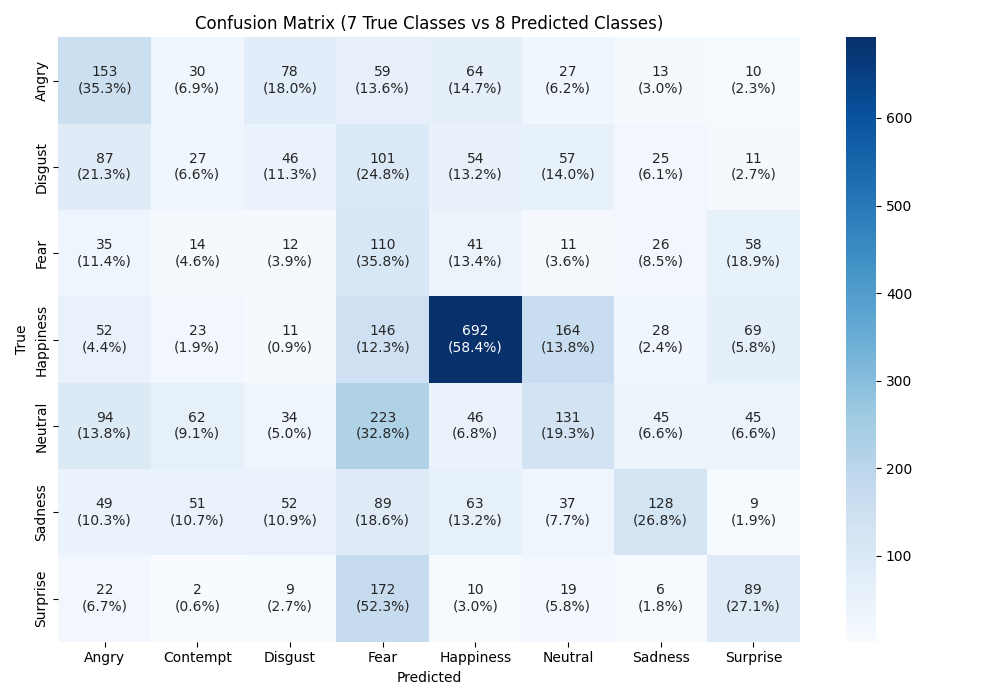 Confusion Matrix (7 True Classes vs 8 Predicted Classes)
True
Angry
153 30 78 59 64 27 13 10
(35.3%) (6.9%) (18.0%) (13.6%) (14.7%) (6.2%) (3.0%) (2.3%)
Disgust
87 27 46 101 54 57 25 11
(21.3%) (6.6%) (11.3%) (24.8%) (13.2%) (14.0%) (6.1%) (2.7%)
Fear
35 14 12 110 41 11 26 58
(11.4%) (4.6%) (3.9%) (35.8%) (13.4%) (3.6%) (8.5%) (18.9%)
Happiness
52 23 11 146 692 164 28 69
(4.4%) (1.9%) (0.9%) (12.3%) (58.4%) (13.8%) (2.4%) (5.8%)
Neutral
94 62 34 223 46 131 45 45
(13.8%) (9.1%) (5.0%) (32.8%) (6.8%) (19.3%) (6.6%) (6.6%)
Sadness
49 51 52 89 63 37 128 9
(10.3%) (10.7%) (10.9%) (18.6%) (13.2%) (7.7%) (26.8%) (1.9%)
Surprise
22 2 9 172 10 19 6 89
(6.7%) (0.6%) (2.7%) (52.3%) (3.0%) (5.8%) (1.8%) (27.1%)
Angry Contempt Disgust Fear Happiness Neutral Sadness Surprise
Predicted
600
500
400
300
200
100